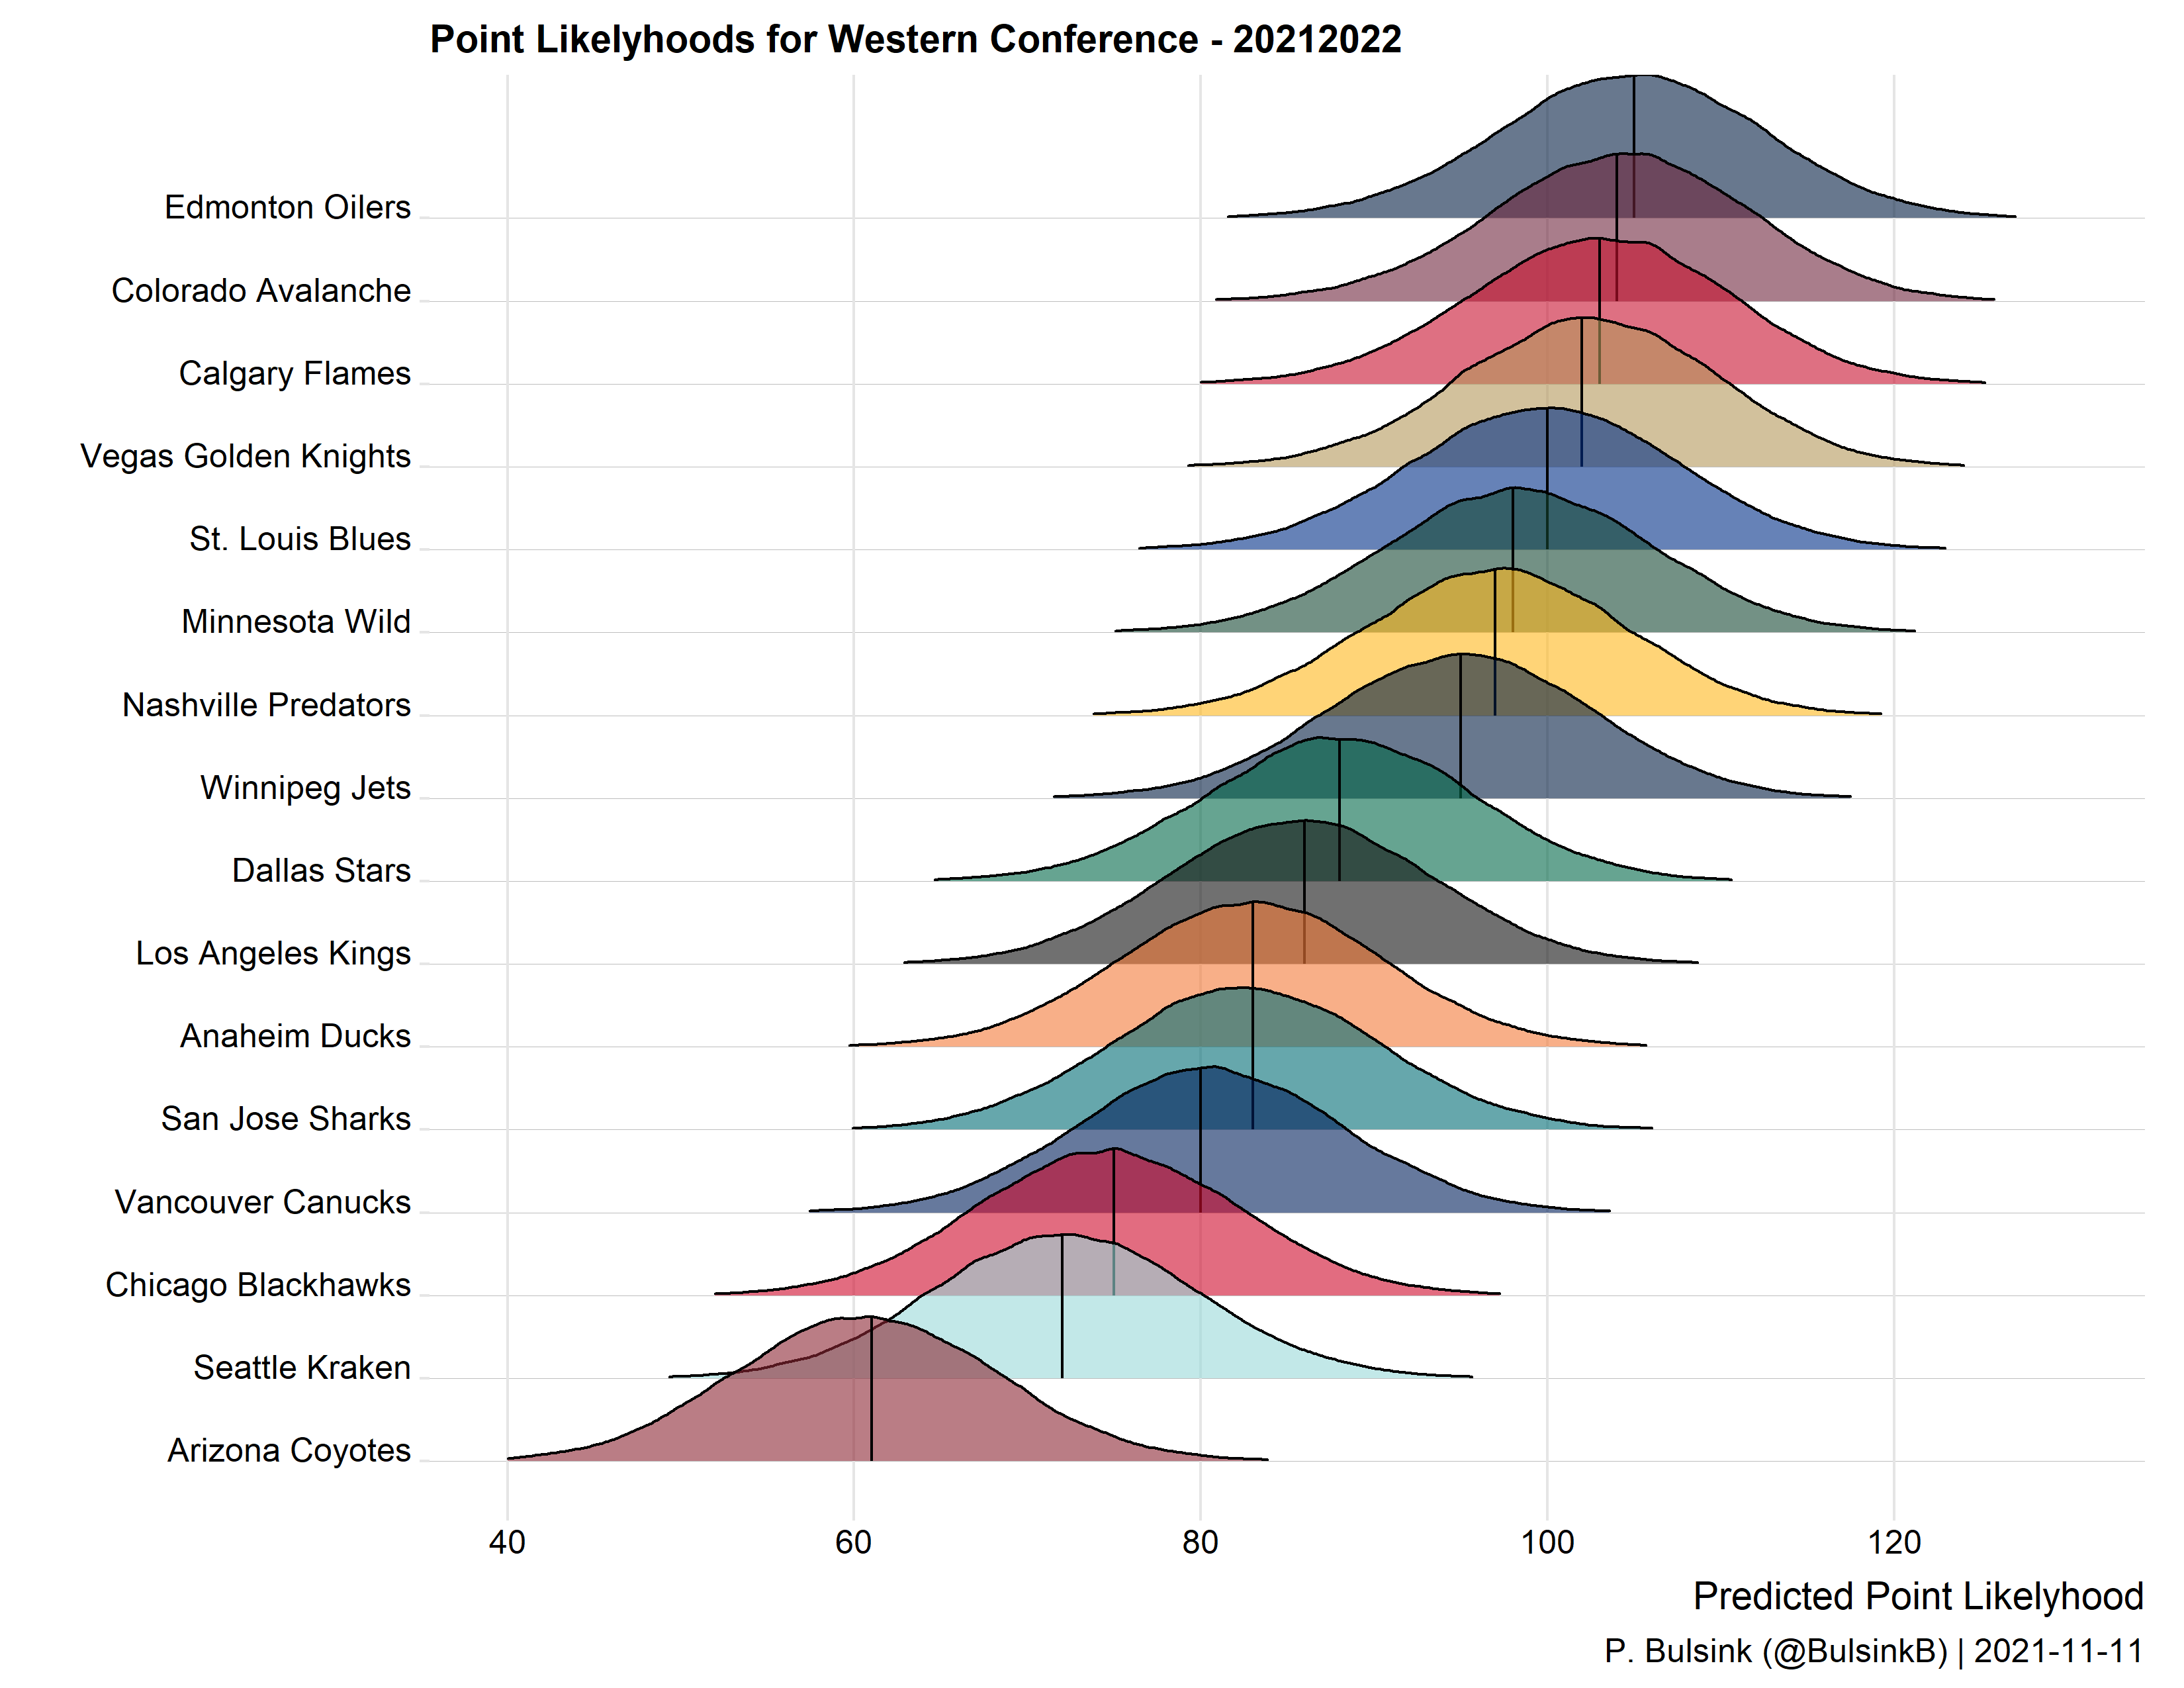 Point Likelyhoods for Western Conference - 20212022
Edmonton Oilers
Colorado Avalanche
Calgary Flames
Vegas Golden Knights
St. Louis Blues
Minnesota Wild
Nashville Predators
Winnipeg Jets
Dallas Stars
Los Angeles Kings
Anaheim Ducks
San Jose Sharks
Vancouver Canucks
Chicago Blackhawks
Seattle Kraken
Arizona Coyotes
40 60 80 100 120
Predicted Point Likelyhood
P. Bulsink (@BulsinkB) | 2021-11-11